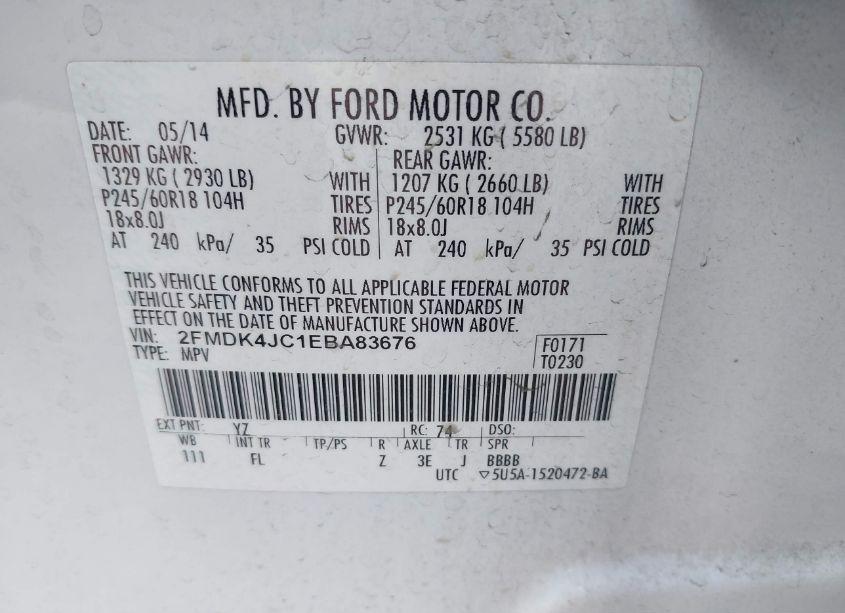 MFD. BY FORD MOTOR CO.
DATE: 05/14 GVWR: 2531 KG ( 5580 LB)
FRONT GAWR: REAR GAWR:
1329 KG ( 2930 LB) WITH 1207 KG ( 2660 LB) WITH
P245/60R18 104H TIRES P245/60R18 104H TIRES
18x8.0J RIMS 18x8.0J RIMS
AT 240 kPa/ 35 PSI COLD AT 240 kPa/ 35 PSI COLD
THIS VEHICLE CONFORMS TO ALL APPLICABLE FEDERAL MOTOR
VEHICLE SAFETY AND THEFT PREVENTION STANDARDS IN
EFFECT ON THE DATE OF MANUFACTURE SHOWN ABOVE.
VIN: 2FMDK4JC1EBA83676 F0171
TYPE: MPV T0230
EXT PNT: YZ RC: 74 DSO:
WB INT TR TP/PS R AXLE TR SPR
111 FL Z 3E J BBBB
UTC ▽5U5A-1520472-BA